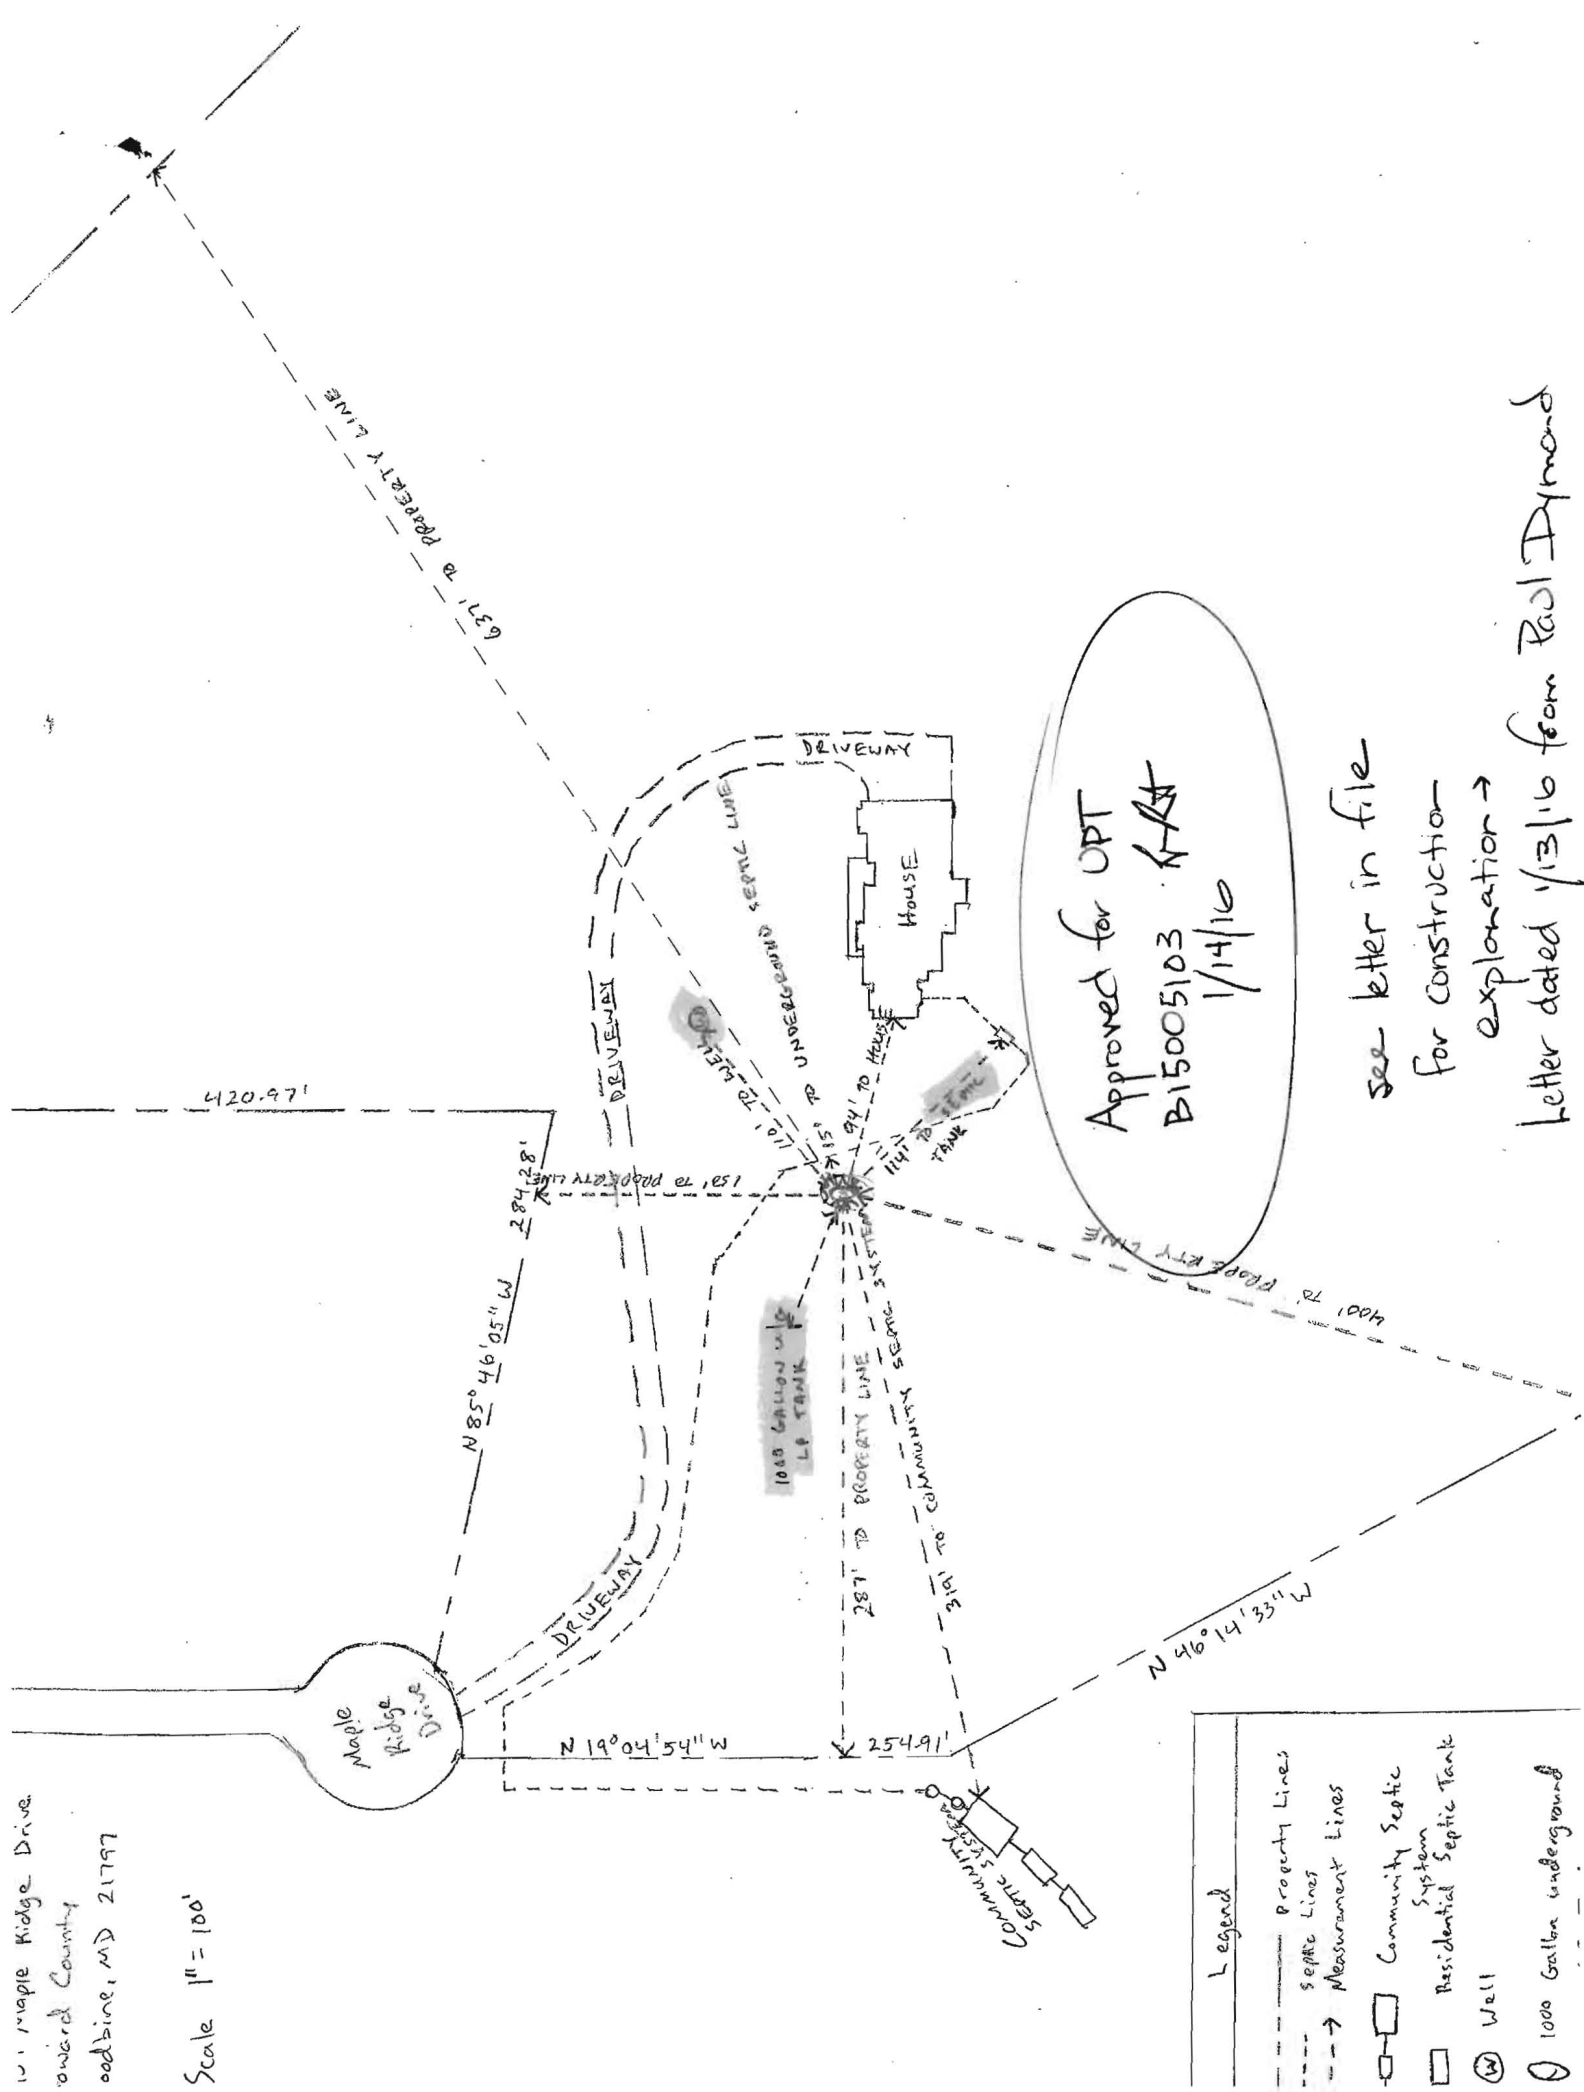 Maple Ridge Drive
oward County
oodbine, MD 21797
Scale 1" = 100'
Maple
Ridge
Drive
N 85° 46' 05" W
284.28'
420.97'
N 19° 04' 54" W
254.91'
N 46° 14' 33" W
DRIVEWAY
DRIVEWAY
DRIVEWAY
637' TO PROPERTY LINE
TO PROPERTY LINE
110' TO WELL
W
15' TO UNDERGROUND SEPTIC LINE
94' TO HOUSE
HOUSE
114' TO SEPTIC
TANK
1000 GALLON u/g
LP TANK
287' TO PROPERTY LINE
319' TO COMMUNITY SEPTIC SYSTEM
400' TO PROPERTY LINE
COMMUNITY
SEPTIC SYSTEM
Approved for UPT
B15005103
1/14/16
see letter in file
for construction
explanation →
Letter dated 1/13/16 from Paul Dymond
Legend
property Lines
septic Lines
Measurement Lines
Community Septic
System
Residential Septic Tank
W Well
1000 Gallon underground